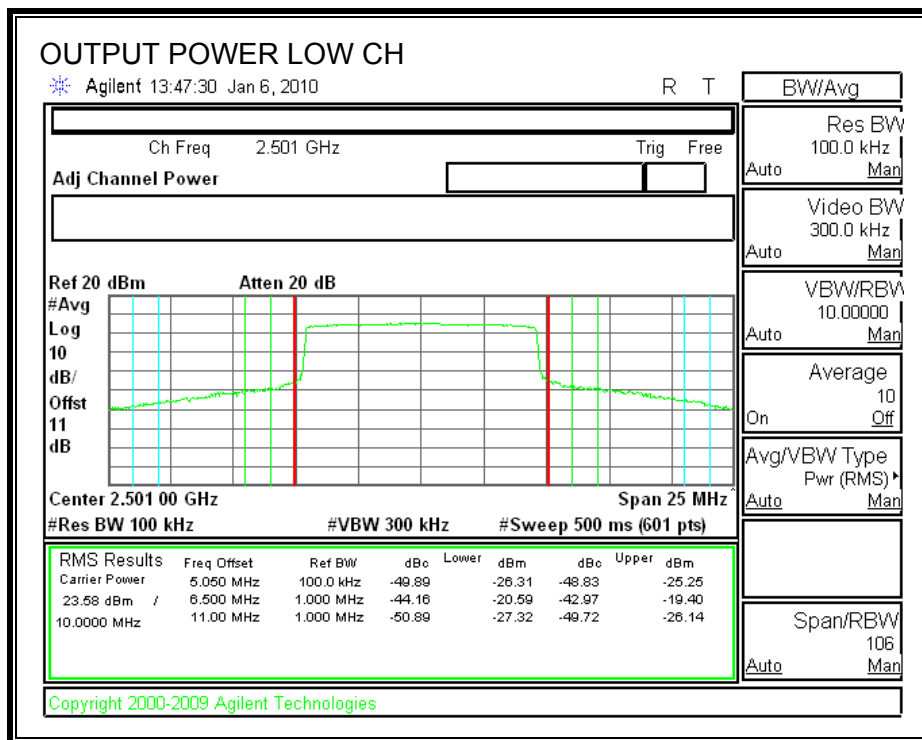 OUTPUT POWER LOW CH
Agilent 13:47:30 Jan 6, 2010 R T
Ch Freq 2.501 GHz Trig Free
Adj Channel Power
Ref 20 dBm Atten 20 dB
#Avg
Log
10
dB/
Offst
11
dB
Center 2.501 00 GHz Span 25 MHz
#Res BW 100 kHz #VBW 300 kHz #Sweep 500 ms (601 pts)
RMS Results Freq Offset Ref BW dBc Lower dBm dBc Upper dBm
Carrier Power 5.050 MHz 100.0 kHz -49.89 -26.31 -48.83 -25.25
23.58 dBm / 6.500 MHz 1.000 MHz -44.16 -20.59 -42.97 -19.40
10.0000 MHz 11.00 MHz 1.000 MHz -50.89 -27.32 -49.72 -26.14
Copyright 2000-2009 Agilent Technologies
BW/Avg
Res BW
100.0 kHz
Auto Man
Video BW
300.0 kHz
Auto Man
VBW/RBW
10.00000
Auto Man
Average
10
On Off
Avg/VBW Type
Pwr (RMS)
Auto Man
Span/RBW
106
Auto Man